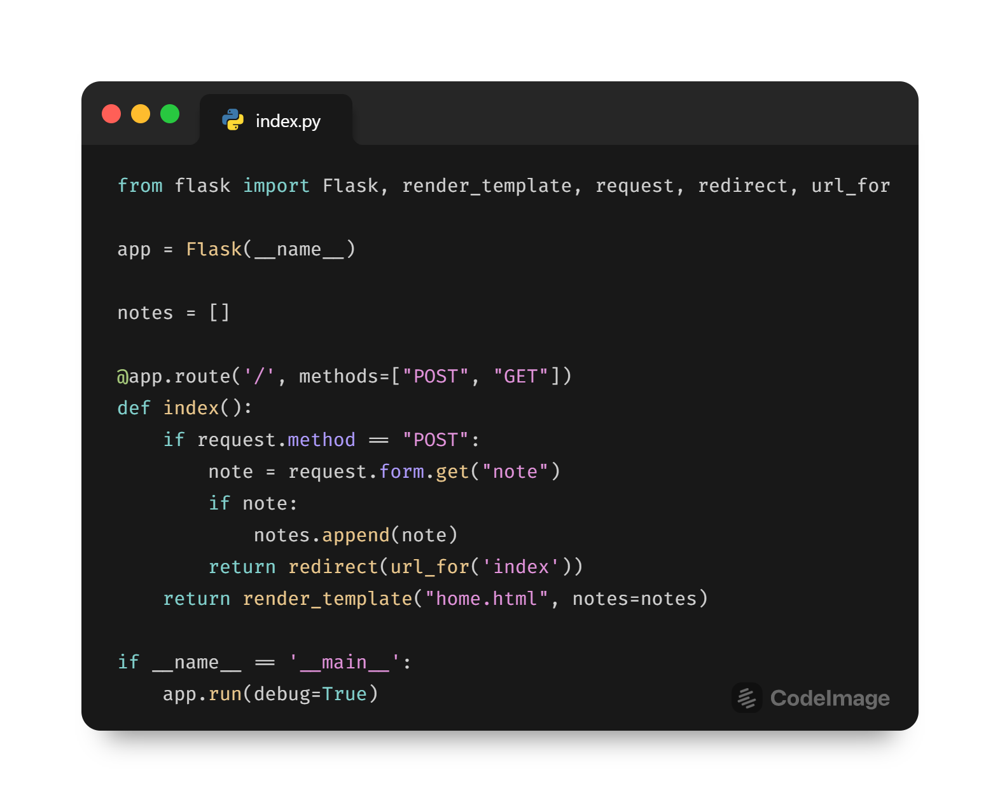 index.py
from flask import Flask, render_template, request, redirect, url_for
app = Flask(__name__)
notes = []
@app.route('/', methods=["POST", "GET"])
def index():
    if request.method == "POST":
        note = request.form.get("note")
        if note:
            notes.append(note)
        return redirect(url_for('index'))
    return render_template("home.html", notes=notes)
if __name__ == '__main__':
    app.run(debug=True)
CodeImage